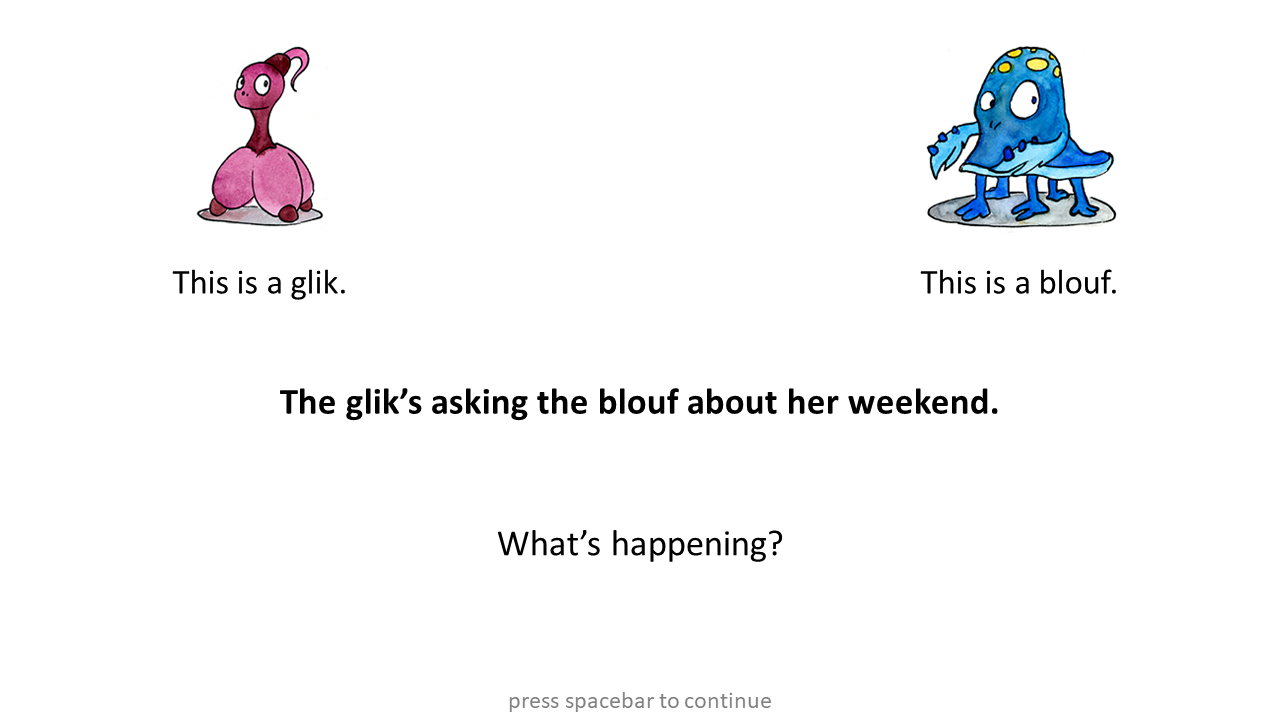 This is a glik.
This is a blouf.
The glik’s asking the blouf about her weekend.
What’s happening?
press spacebar to continue